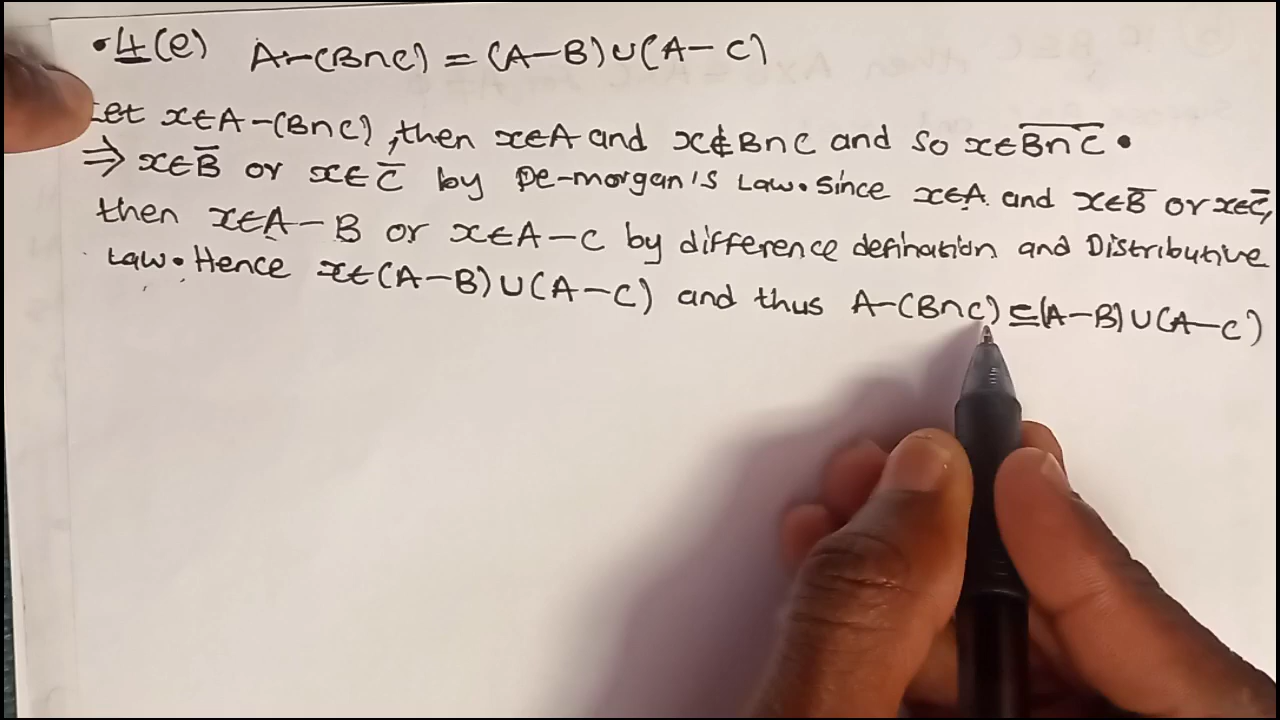 •4(e) A-(B∩C) = (A-B)∪(A-C)
Let x∈A-(B∩C), then x∈A and x∉B∩C and so x∈\overline{B∩C}.
⇒ x∈B̅ or x∈C̅ by De-morgan's Law. Since x∈A and x∈B̅ or x∈C̅,
then x∈A-B or x∈A-C by difference defination and Distributive
Law. Hence x∈(A-B)∪(A-C) and thus A-(B∩C)⊆(A-B)∪(A-C)